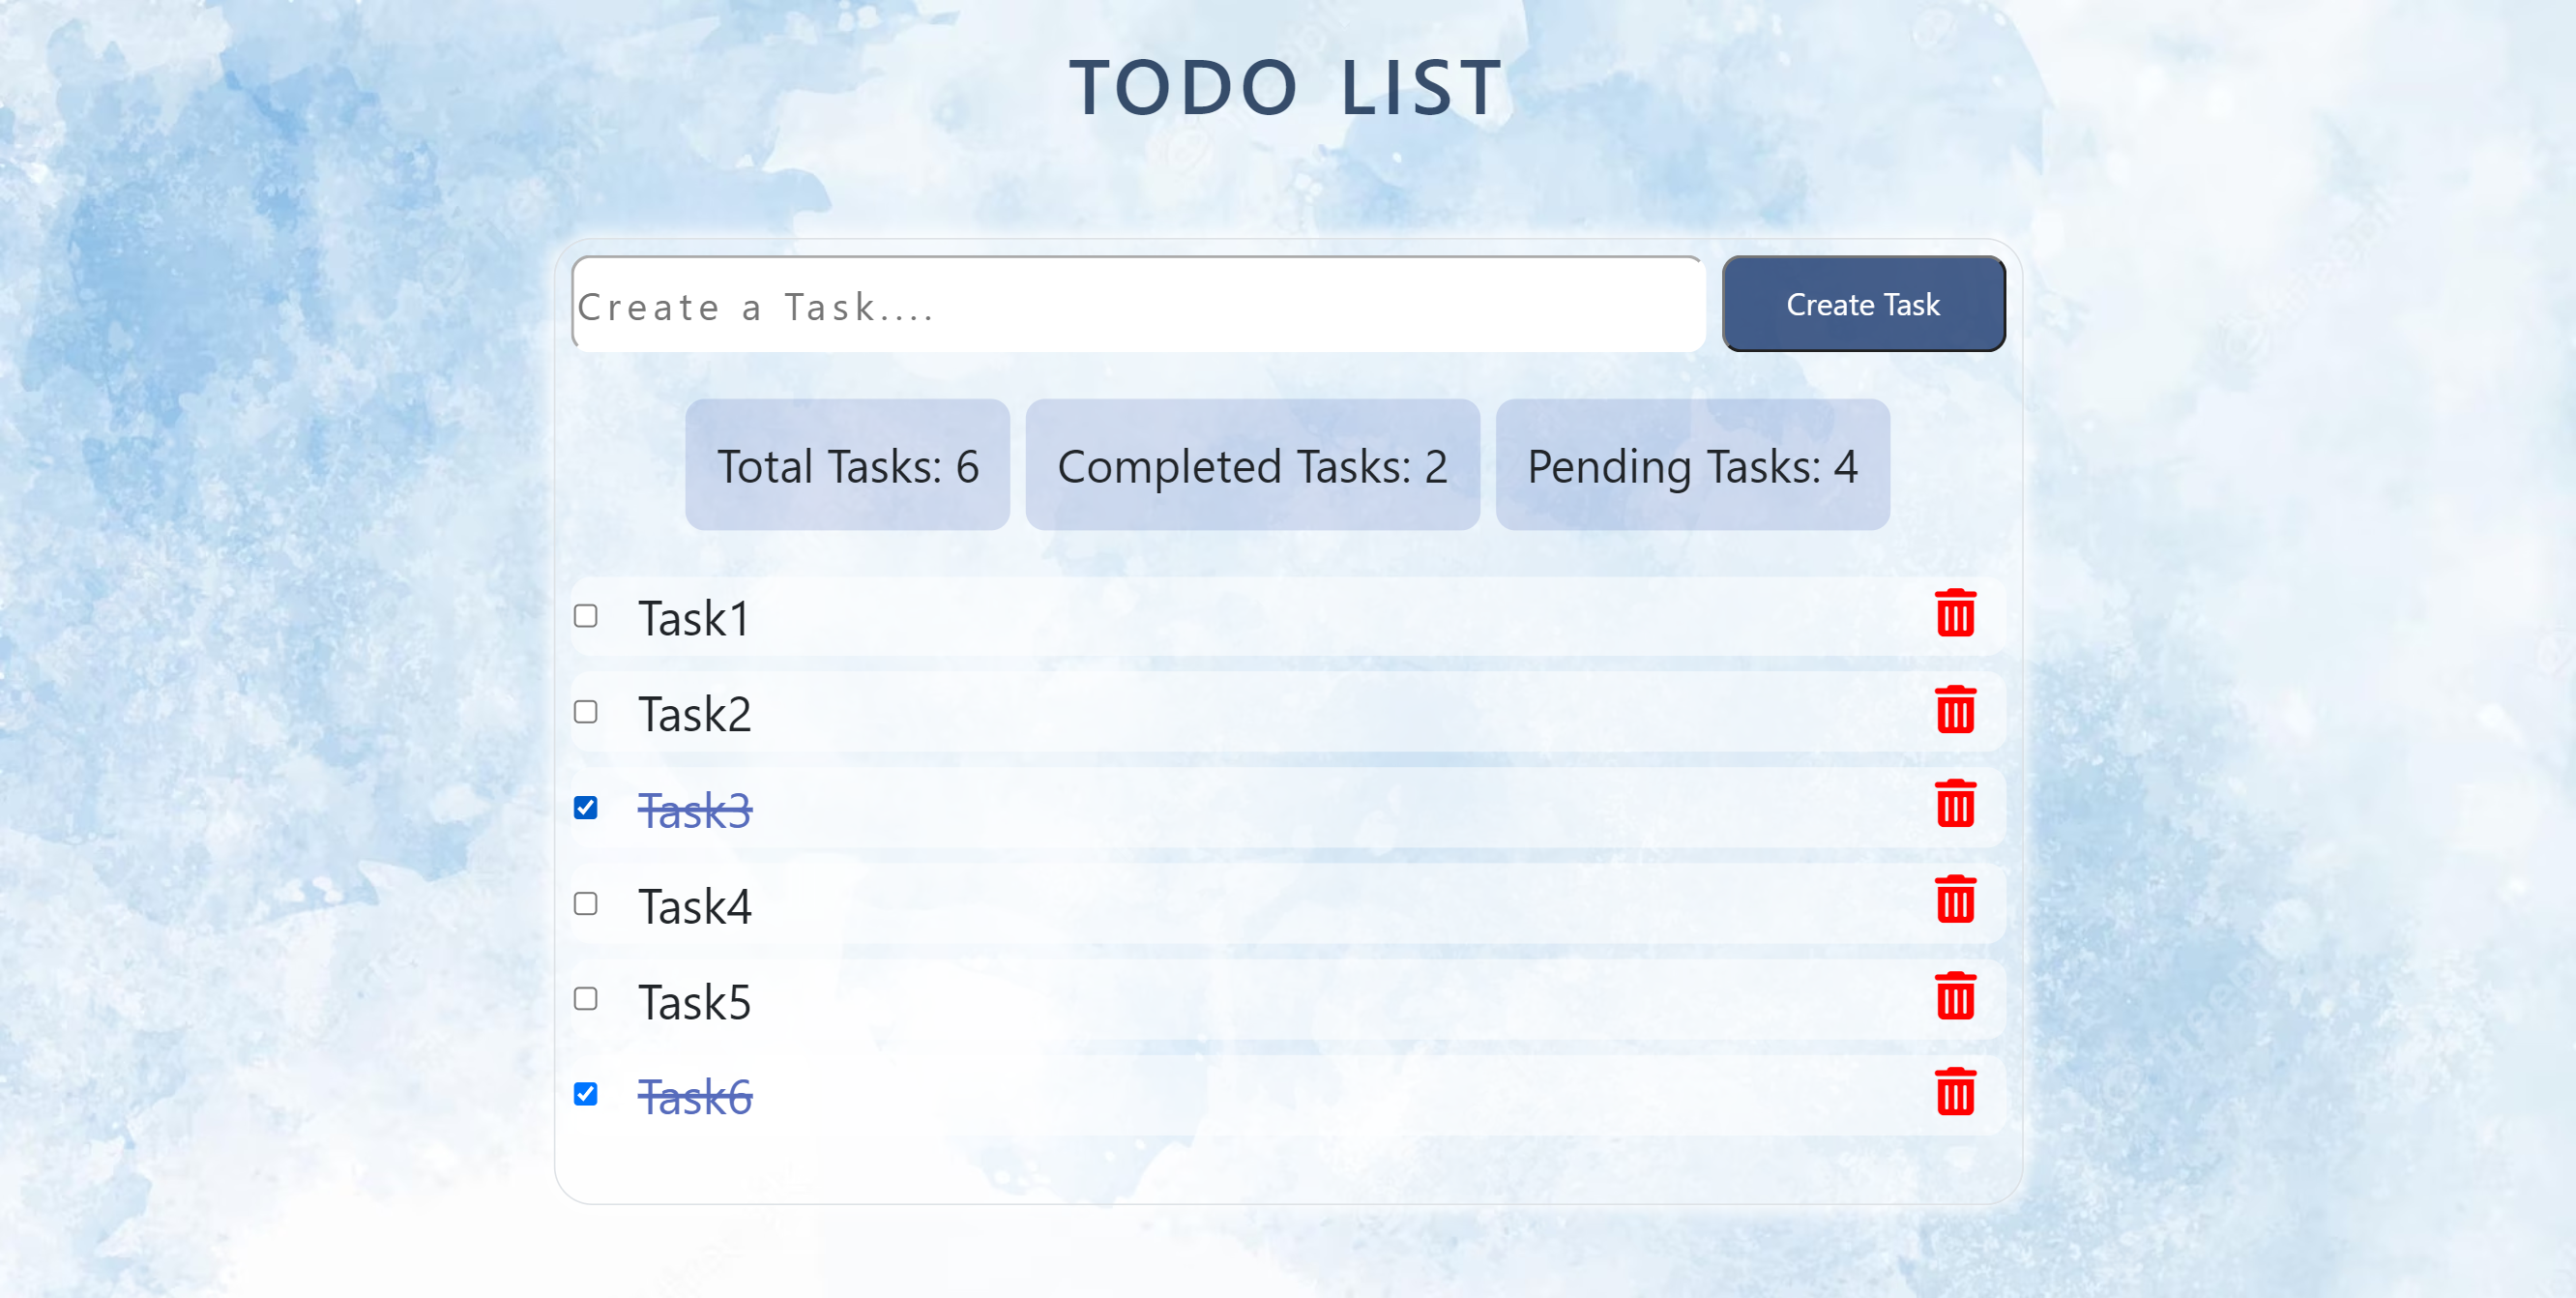 TODO LIST
Create a Task....
Create Task
Total Tasks: 6
Completed Tasks: 2
Pending Tasks: 4
Task1
Task2
Task3
Task4
Task5
Task6